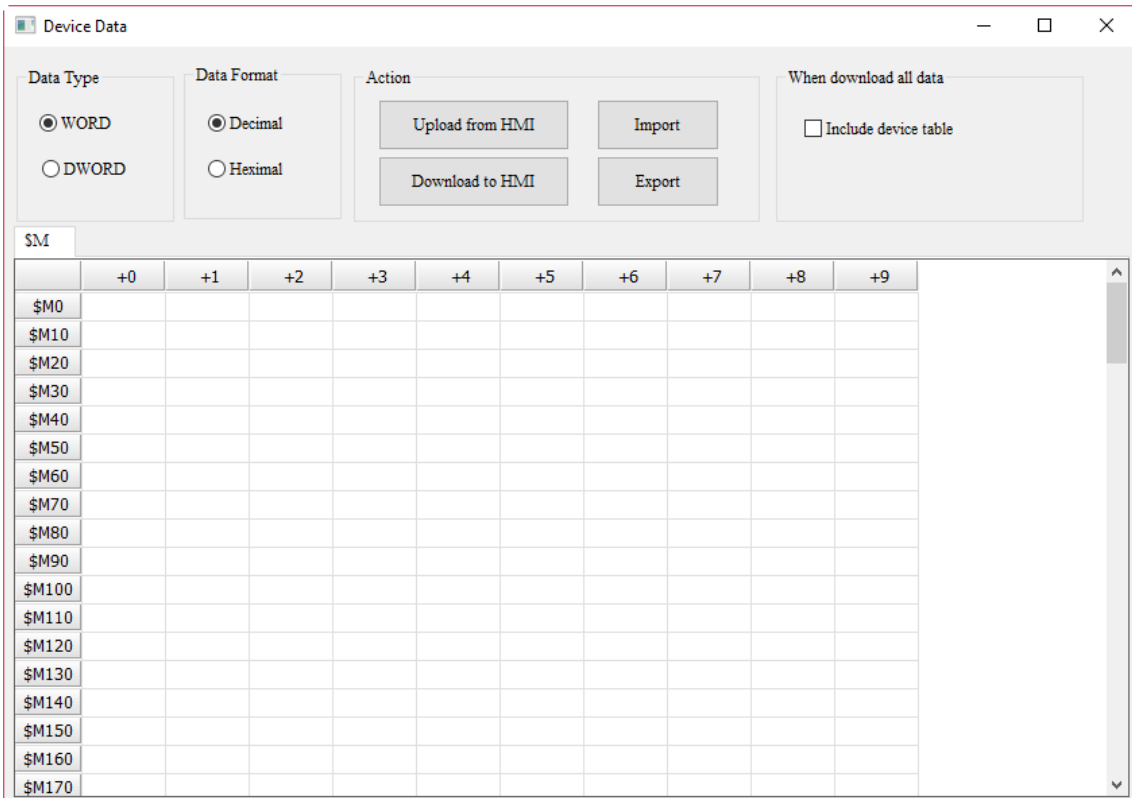 Device Data
Data Type
Data Format
Action
When download all data
WORD
Decimal
Upload from HMI
Import
Include device table
DWORD
Heximal
Download to HMI
Export
$M
+0 +1 +2 +3 +4 +5 +6 +7 +8 +9
$M0
$M10
$M20
$M30
$M40
$M50
$M60
$M70
$M80
$M90
$M100
$M110
$M120
$M130
$M140
$M150
$M160
$M170